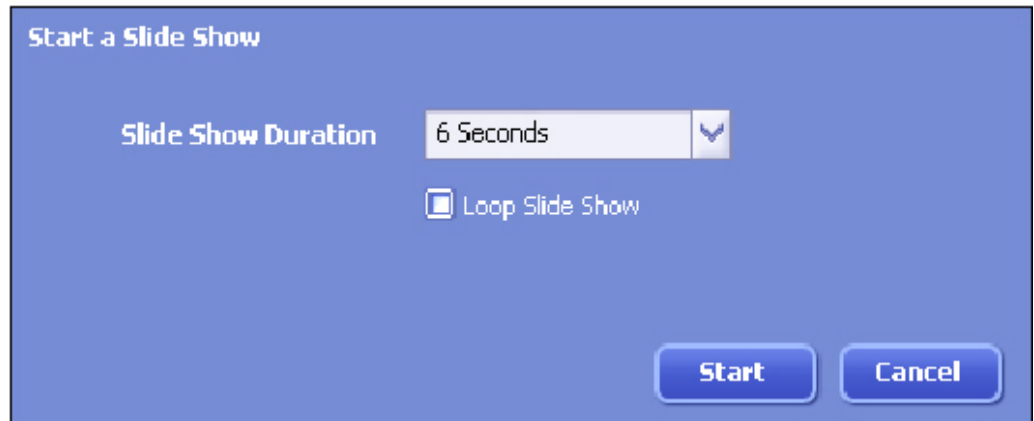 Start a Slide Show
Slide Show Duration
6 Seconds
Loop Slide Show
Start
Cancel